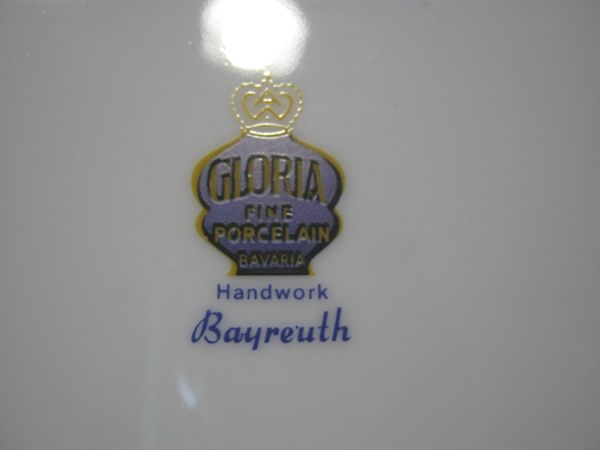 GLORIA
FINE
PORCELAIN
BAVARIA
Handwork
Bayreuth